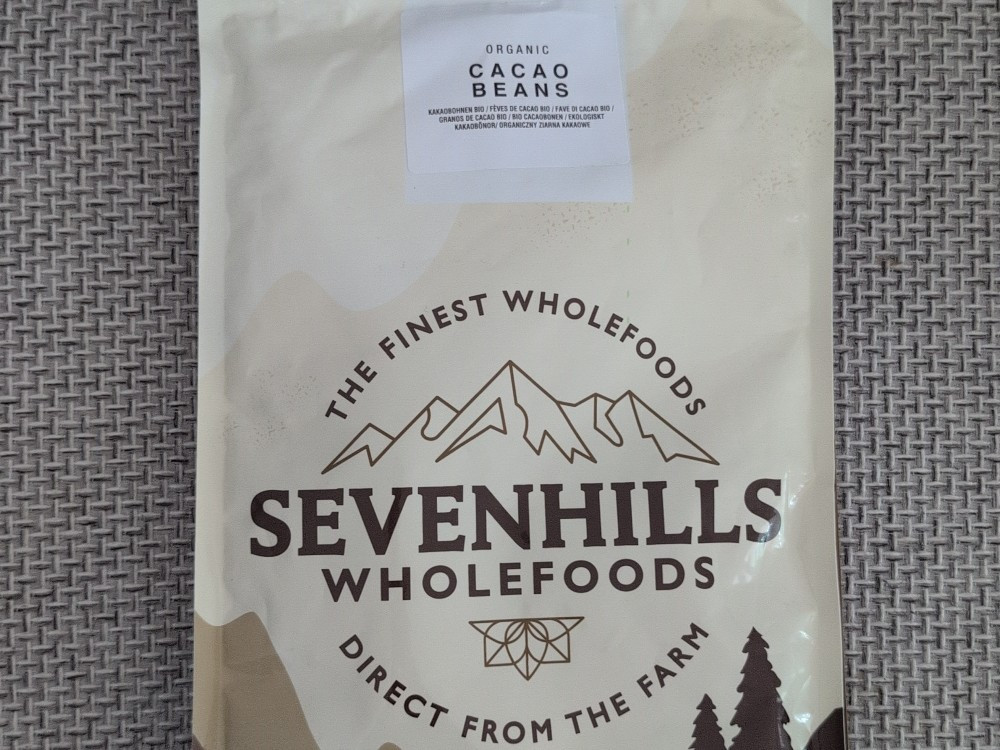 ORGANIC
CACAO
BEANS
KAKAOBOHNEN BIO / FÈVES DE CACAO BIO / FAVE DI CACAO BIO /
GRANOS DE CACAO BIO / BIO CACAOBONEN / EKOLOGISKT
KAKAOBÖNOR/ ORGANICZNY ZIARNA KAKAOWE
THE FINEST WHOLEFOODS
SEVENHILLS
WHOLEFOODS
DIRECT FROM THE FARM